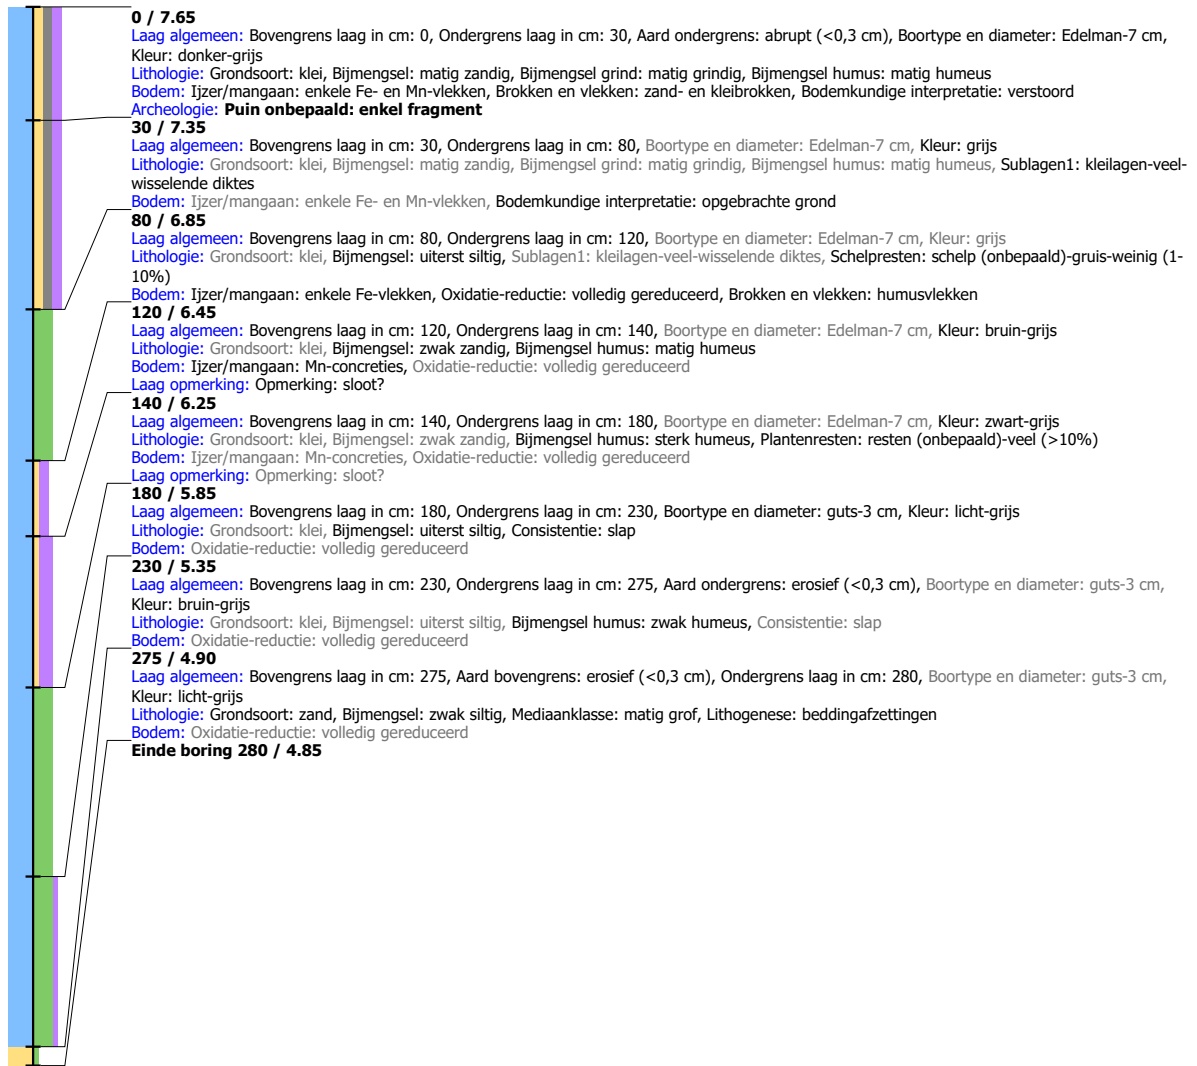 0 / 7.65
Laag algemeen: Bovengrens laag in cm: 0, Ondergrens laag in cm: 30, Aard ondergrens: abrupt (<0,3 cm), Boortype en diameter: Edelman-7 cm,
Kleur: donker-grijs
Lithologie: Grondsoort: klei, Bijmengsel: matig zandig, Bijmengsel grind: matig grindig, Bijmengsel humus: matig humeus
Bodem: Ijzer/mangaan: enkele Fe- en Mn-vlekken, Brokken en vlekken: zand- en kleibrokken, Bodemkundige interpretatie: verstoord
Archeologie: Puin onbepaald: enkel fragment
30 / 7.35
Laag algemeen: Bovengrens laag in cm: 30, Ondergrens laag in cm: 80, Boortype en diameter: Edelman-7 cm, Kleur: grijs
Lithologie: Grondsoort: klei, Bijmengsel: matig zandig, Bijmengsel grind: matig grindig, Bijmengsel humus: matig humeus, Sublagen1: kleilagen-veel-
wisselende diktes
Bodem: Ijzer/mangaan: enkele Fe- en Mn-vlekken, Bodemkundige interpretatie: opgebrachte grond
80 / 6.85
Laag algemeen: Bovengrens laag in cm: 80, Ondergrens laag in cm: 120, Boortype en diameter: Edelman-7 cm, Kleur: grijs
Lithologie: Grondsoort: klei, Bijmengsel: uiterst siltig, Sublagen1: kleilagen-veel-wisselende diktes, Schelpresten: schelp (onbepaald)-gruis-weinig (1-
10%)
Bodem: Ijzer/mangaan: enkele Fe-vlekken, Oxidatie-reductie: volledig gereduceerd, Brokken en vlekken: humusvlekken
120 / 6.45
Laag algemeen: Bovengrens laag in cm: 120, Ondergrens laag in cm: 140, Boortype en diameter: Edelman-7 cm, Kleur: bruin-grijs
Lithologie: Grondsoort: klei, Bijmengsel: zwak zandig, Bijmengsel humus: matig humeus
Bodem: Ijzer/mangaan: Mn-concreties, Oxidatie-reductie: volledig gereduceerd
Laag opmerking: Opmerking: sloot?
140 / 6.25
Laag algemeen: Bovengrens laag in cm: 140, Ondergrens laag in cm: 180, Boortype en diameter: Edelman-7 cm, Kleur: zwart-grijs
Lithologie: Grondsoort: klei, Bijmengsel: zwak zandig, Bijmengsel humus: sterk humeus, Plantenresten: resten (onbepaald)-veel (>10%)
Bodem: Ijzer/mangaan: Mn-concreties, Oxidatie-reductie: volledig gereduceerd
Laag opmerking: Opmerking: sloot?
180 / 5.85
Laag algemeen: Bovengrens laag in cm: 180, Ondergrens laag in cm: 230, Boortype en diameter: guts-3 cm, Kleur: licht-grijs
Lithologie: Grondsoort: klei, Bijmengsel: uiterst siltig, Consistentie: slap
Bodem: Oxidatie-reductie: volledig gereduceerd
230 / 5.35
Laag algemeen: Bovengrens laag in cm: 230, Ondergrens laag in cm: 275, Aard ondergrens: erosief (<0,3 cm), Boortype en diameter: guts-3 cm,
Kleur: bruin-grijs
Lithologie: Grondsoort: klei, Bijmengsel: uiterst siltig, Bijmengsel humus: zwak humeus, Consistentie: slap
Bodem: Oxidatie-reductie: volledig gereduceerd
275 / 4.90
Laag algemeen: Bovengrens laag in cm: 275, Aard bovengrens: erosief (<0,3 cm), Ondergrens laag in cm: 280, Boortype en diameter: guts-3 cm,
Kleur: licht-grijs
Lithologie: Grondsoort: zand, Bijmengsel: zwak siltig, Mediaanklasse: matig grof, Lithogenese: beddingafzettingen
Bodem: Oxidatie-reductie: volledig gereduceerd
Einde boring 280 / 4.85